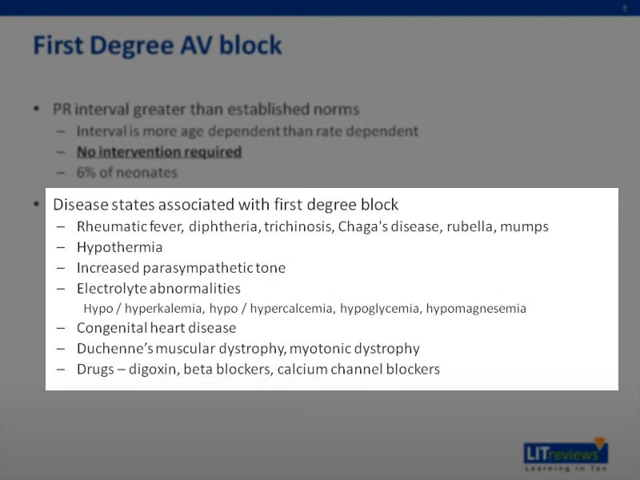 6
First Degree AV block
• PR interval greater than established norms
– Interval is more age dependent than rate dependent
– No intervention required
– 6% of neonates
• Disease states associated with first degree block
– Rheumatic fever, diphtheria, trichinosis, Chaga's disease, rubella, mumps
– Hypothermia
– Increased parasympathetic tone
– Electrolyte abnormalities
Hypo / hyperkalemia, hypo / hypercalcemia, hypoglycemia, hypomagnesemia
– Congenital heart disease
– Duchenne's muscular dystrophy, myotonic dystrophy
– Drugs – digoxin, beta blockers, calcium channel blockers
LITreviews
Learning in Ten